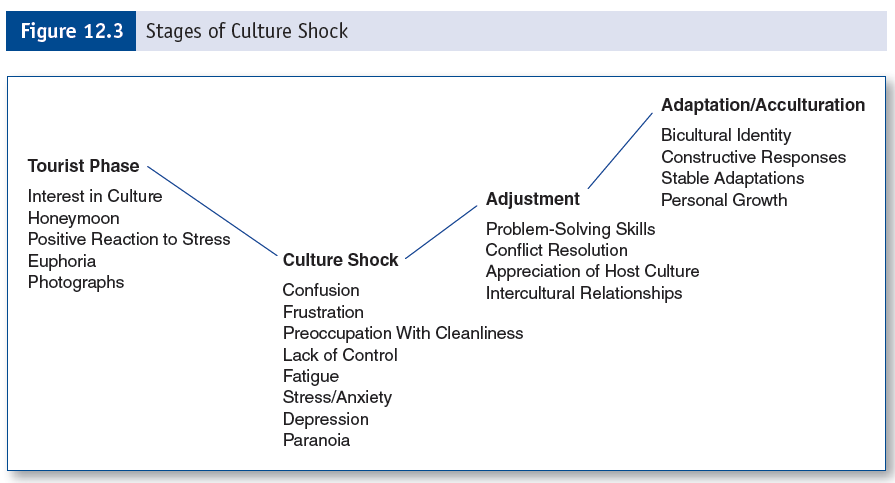 Figure 12.3 Stages of Culture Shock
Tourist Phase
Interest in Culture
Honeymoon
Positive Reaction to Stress
Euphoria
Photographs
Culture Shock
Confusion
Frustration
Preoccupation With Cleanliness
Lack of Control
Fatigue
Stress/Anxiety
Depression
Paranoia
Adjustment
Problem-Solving Skills
Conflict Resolution
Appreciation of Host Culture
Intercultural Relationships
Adaptation/Acculturation
Bicultural Identity
Constructive Responses
Stable Adaptations
Personal Growth